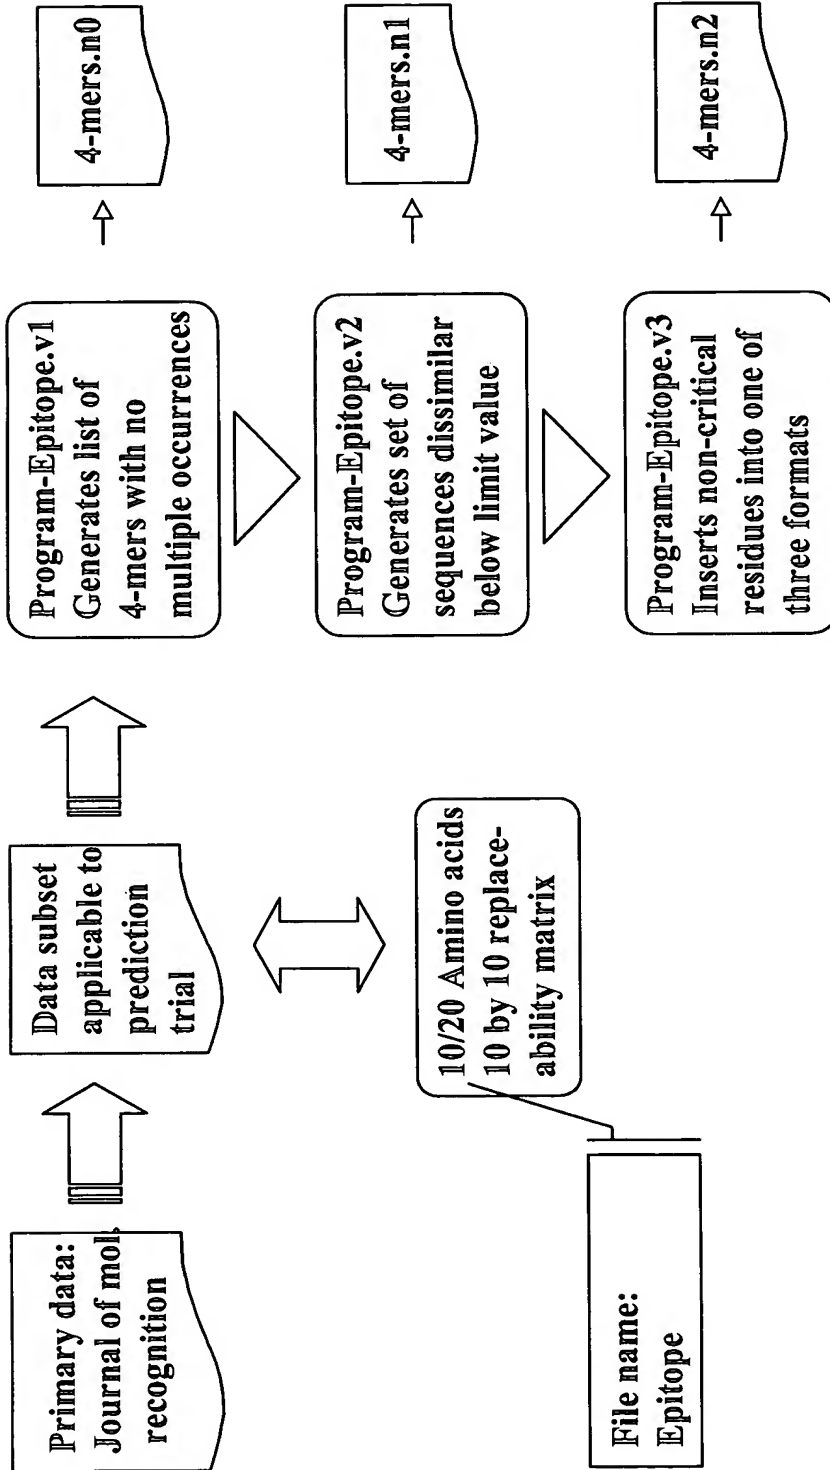 Primary data:
Journal of mol.
recognition
Data subset
applicable to
prediction
trial
Program-Epitope.v1
Generates list of
4-mers with no
multiple occurrences
4-mers.n0
10/20 Amino acids
10 by 10 replace-
ability matrix
Program-Epitope.v2
Generates set of
sequences dissimilar
below limit value
4-mers.n1
File name:
Epitope
Program-Epitope.v3
Inserts non-critical
residues into one of
three formats
4-mers.n2